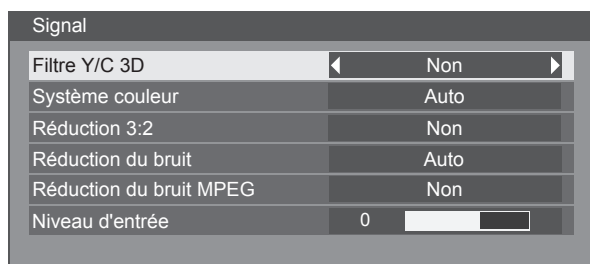 Signal
Filtre Y/C 3D Non
Système couleur Auto
Réduction 3:2 Non
Réduction du bruit Auto
Réduction du bruit MPEG Non
Niveau d'entrée 0